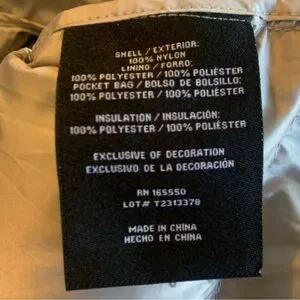 SHELL / EXTERIOR:
100% NYLON
LINING / FORRO:
100% POLYESTER / 100% POLIÉSTER
POCKET BAG / BOLSO DE BOLSILLO:
100% POLYESTER / 100% POLIÉSTER
INSULATION / INSULACIÓN:
100% POLYESTER / 100% POLIÉSTER
EXCLUSIVE OF DECORATION
EXCLUSIVO DE LA DECORACIÓN
RN 165550
LOT# T2313378
MADE IN CHINA
HECHO EN CHINA